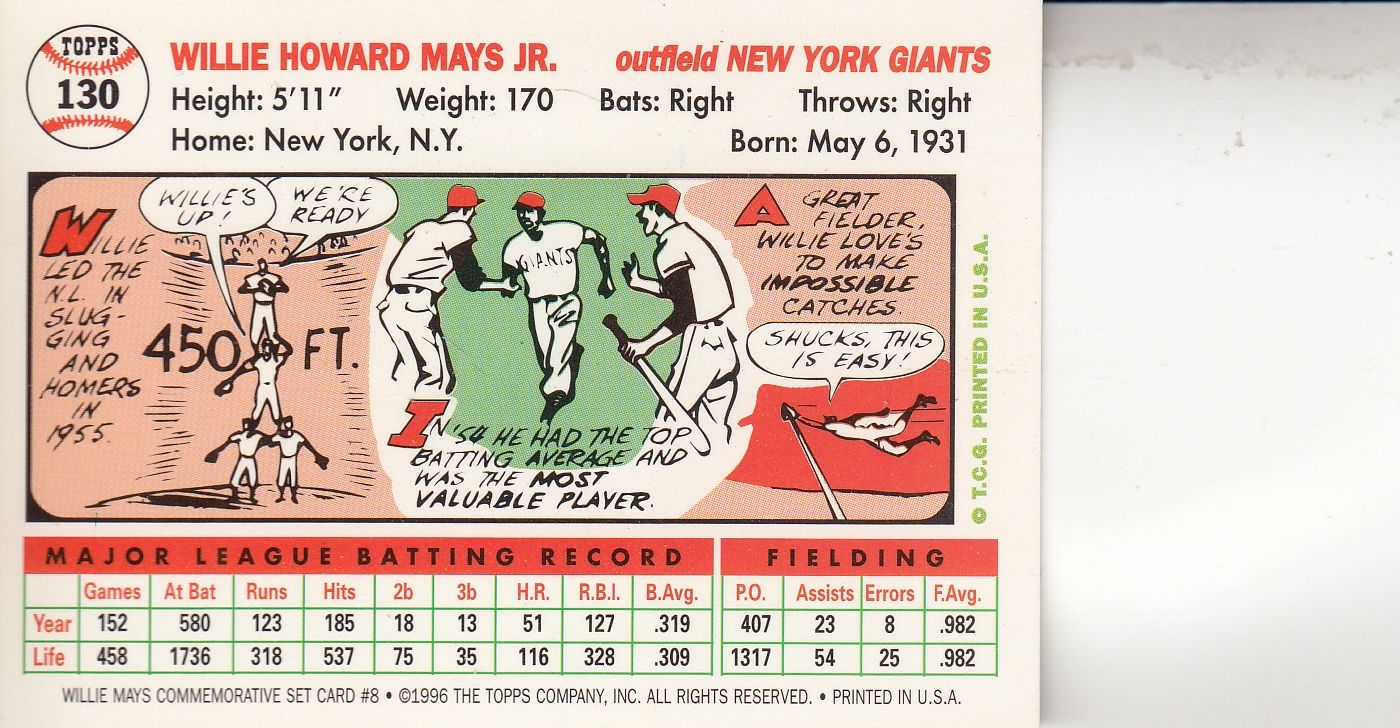 TOPPS
130
WILLIE HOWARD MAYS JR. outfield NEW YORK GIANTS
Height: 5'11" Weight: 170 Bats: Right Throws: Right
Home: New York, N.Y. Born: May 6, 1931
WILLIE
LED THE
N.L. IN
SLUG-
GING
AND
HOMERS
IN
1955.
WILLIE'S
UP!
WE'RE
READY
450 FT.
GIANTS
IN '54 HE HAD THE TOP
BATTING AVERAGE AND
WAS THE MOST
VALUABLE PLAYER.
A GREAT
FIELDER,
WILLIE LOVE'S
TO MAKE
IMPOSSIBLE
CATCHES.
SHUCKS, THIS
IS EASY!
© T.C.G. PRINTED IN U.S.A.
MAJOR LEAGUE BATTING RECORD FIELDING
Games At Bat Runs Hits 2b 3b H.R. R.B.I. B.Avg. P.O. Assists Errors F.Avg.
Year 152 580 123 185 18 13 51 127 .319 407 23 8 .982
Life 458 1736 318 537 75 35 116 328 .309 1317 54 25 .982
WILLIE MAYS COMMEMORATIVE SET CARD #8 • ©1996 THE TOPPS COMPANY, INC. ALL RIGHTS RESERVED. • PRINTED IN U.S.A.